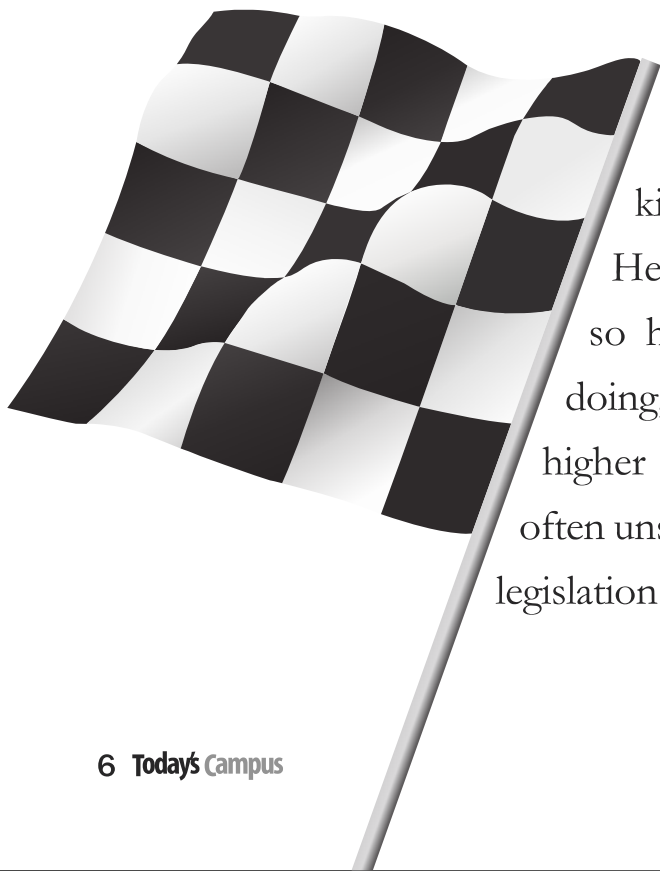 ki
He
so h
doing,
higher
often uns
legislation
6 Today's Campus